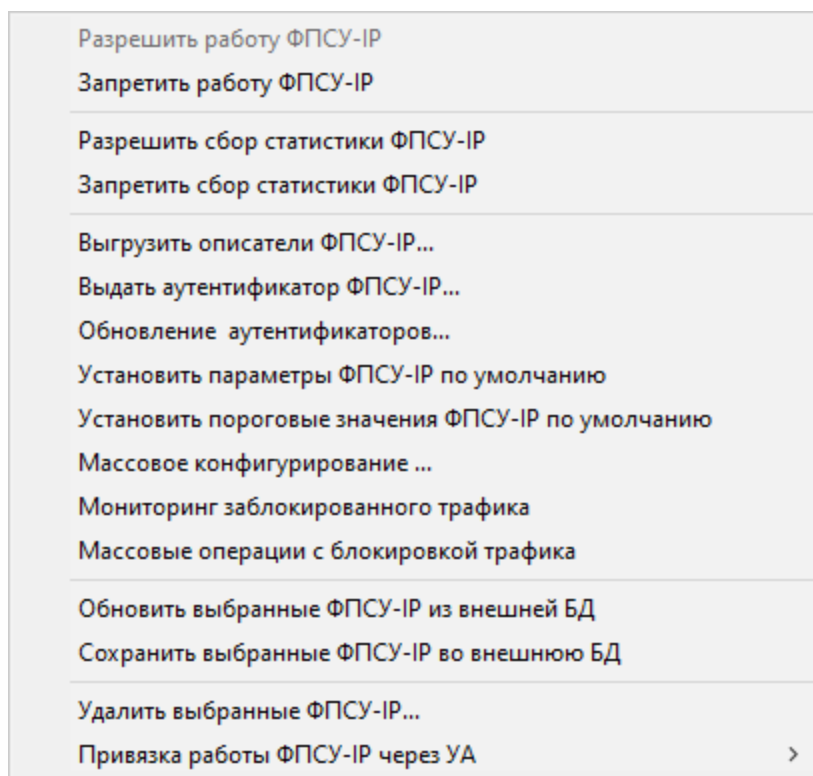 Разрешить работу ФПСУ-IP
Запретить работу ФПСУ-IP
Разрешить сбор статистики ФПСУ-IP
Запретить сбор статистики ФПСУ-IP
Выгрузить описатели ФПСУ-IP...
Выдать аутентификатор ФПСУ-IP...
Обновление  аутентификаторов...
Установить параметры ФПСУ-IP по умолчанию
Установить пороговые значения ФПСУ-IP по умолчанию
Массовое конфигурирование ...
Мониторинг заблокированного трафика
Массовые операции с блокировкой трафика
Обновить выбранные ФПСУ-IP из внешней БД
Сохранить выбранные ФПСУ-IP во внешнюю БД
Удалить выбранные ФПСУ-IP...
Привязка работы ФПСУ-IP через УА